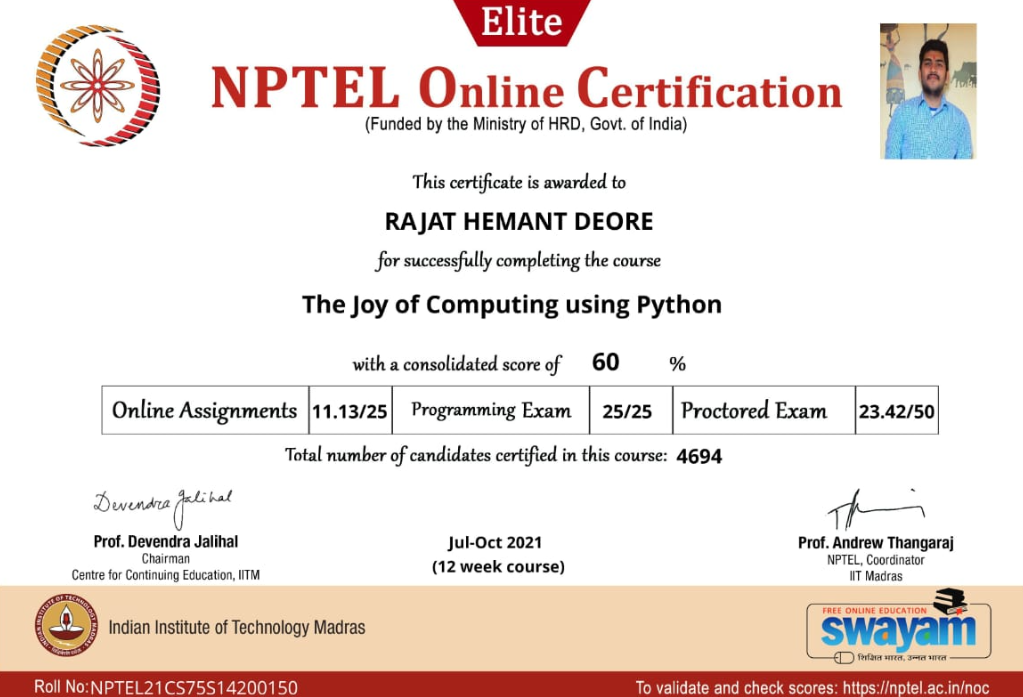 Elite
NPTEL Online Certification
(Funded by the Ministry of HRD, Govt. of India)
This certificate is awarded to
RAJAT HEMANT DEORE
for successfully completing the course
The Joy of Computing using Python
with a consolidated score of 60 %
Online Assignments 11.13/25 Programming Exam 25/25 Proctored Exam 23.42/50
Total number of candidates certified in this course: 4694
Devendra Jalihal
Prof. Devendra Jalihal
Chairman
Centre for Continuing Education, IITM
Jul-Oct 2021
(12 week course)
Prof. Andrew Thangaraj
NPTEL, Coordinator
IIT Madras
INDIAN INSTITUTE OF TECHNOLOGY MADRAS
Indian Institute of Technology Madras
FREE ONLINE EDUCATION
swayam
शिक्षित भारत, उन्नत भारत
Roll No: NPTEL21CS75S14200150
To validate and check scores: https://nptel.ac.in/noc